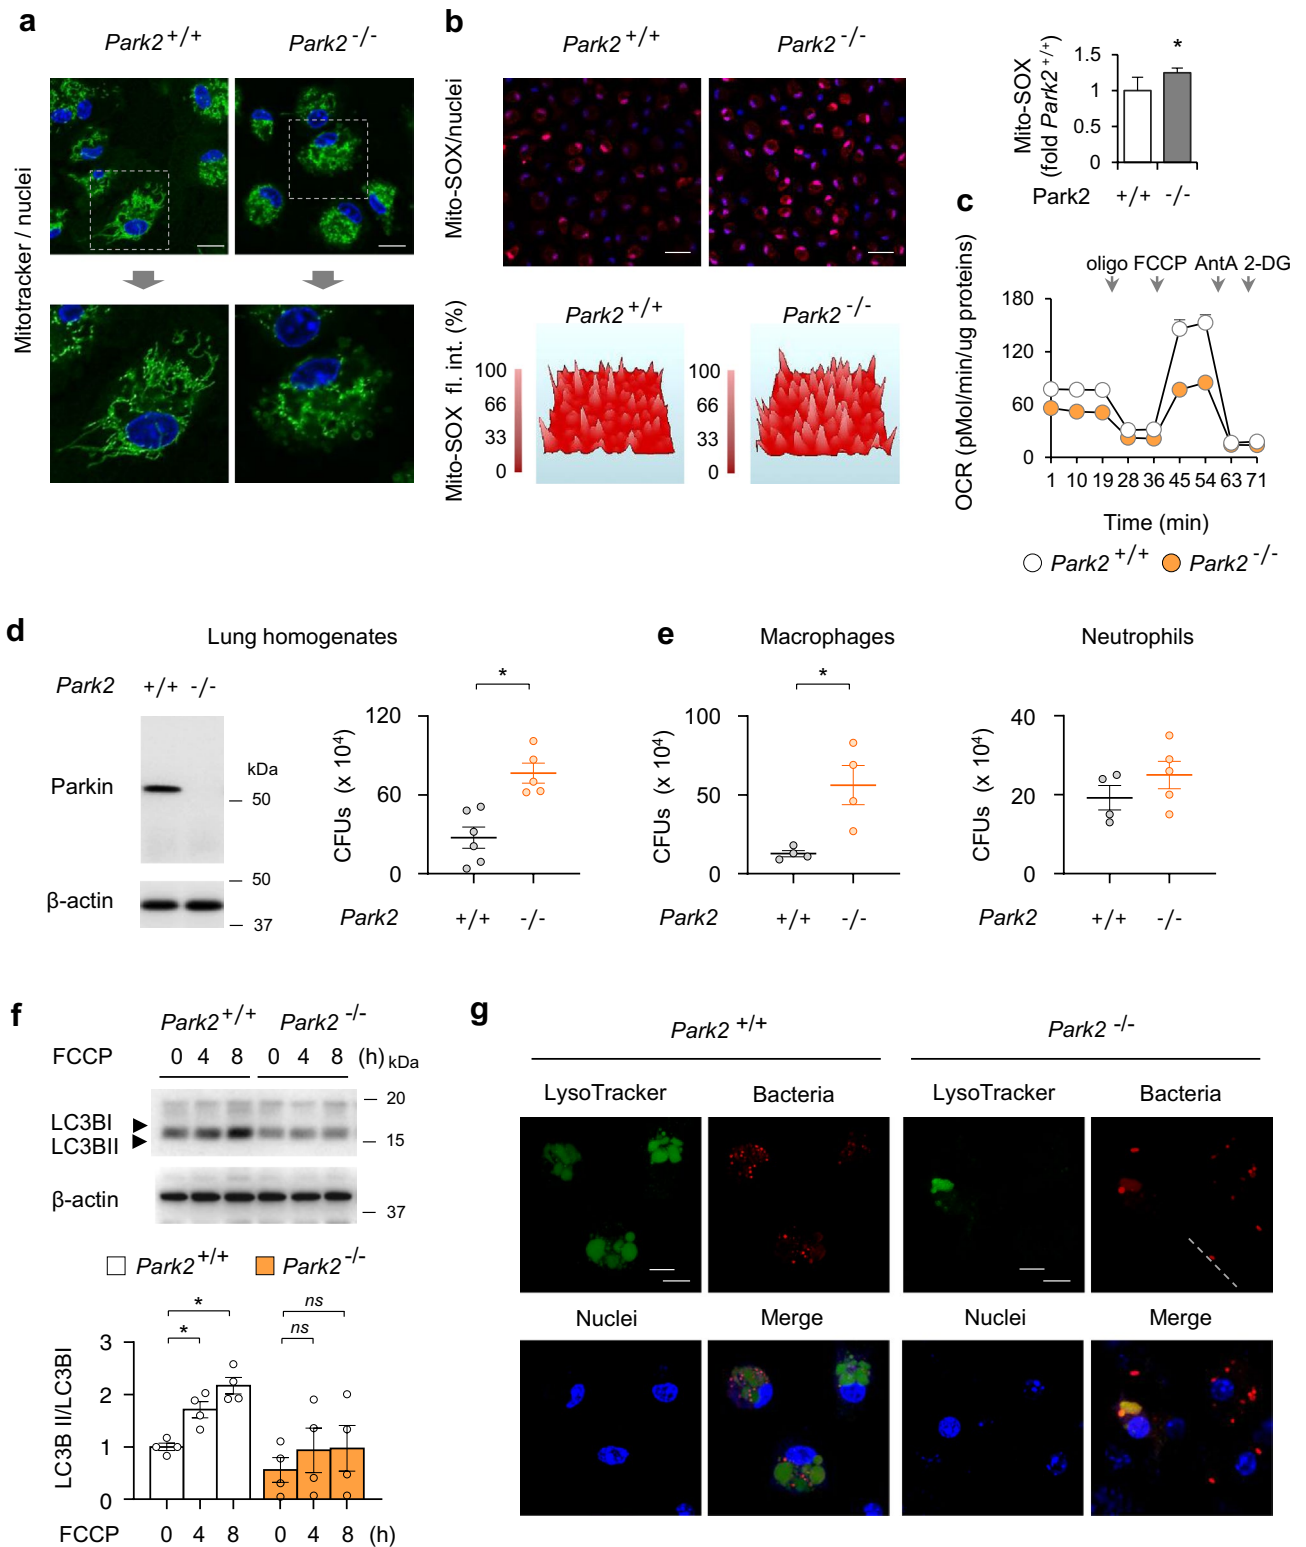 a
Park2 +/+
Park2 -/-
Mitotracker / nuclei
b
Park2 +/+
Park2 -/-
Mito-SOX/nuclei
Mito-SOX fl. int. (%)
Park2 +/+
Park2 -/-
100
66
33
0
100
66
33
0
Mito-SOX
(fold Park2 +/+)
1.5
1
0.5
0
*
Park2 +/+ -/-
c
oligo FCCP AntA 2-DG
OCR (pMol/min/ug proteins)
180
120
60
0
1 10 19 28 36 45 54 63 71
Time (min)
Park2 +/+ Park2 -/-
d
Lung homogenates
Park2 +/+ -/-
Parkin
kDa
50
β-actin
50
37
CFUs (x 10⁴)
120
60
0
*
Park2 +/+ -/-
e
Macrophages
CFUs (x 10⁴)
100
50
0
*
Park2 +/+ -/-
Neutrophils
CFUs (x 10⁴)
40
20
0
Park2 +/+ -/-
f
Park2 +/+ Park2 -/-
FCCP 0 4 8 0 4 8 (h) kDa
LC3BI
LC3BII
20
15
β-actin
37
Park2 +/+ Park2 -/-
LC3B II/LC3BI
3
2
1
0
*
*
ns
ns
FCCP 0 4 8 0 4 8 (h)
g
Park2 +/+
Park2 -/-
LysoTracker Bacteria LysoTracker Bacteria
Nuclei Merge Nuclei Merge